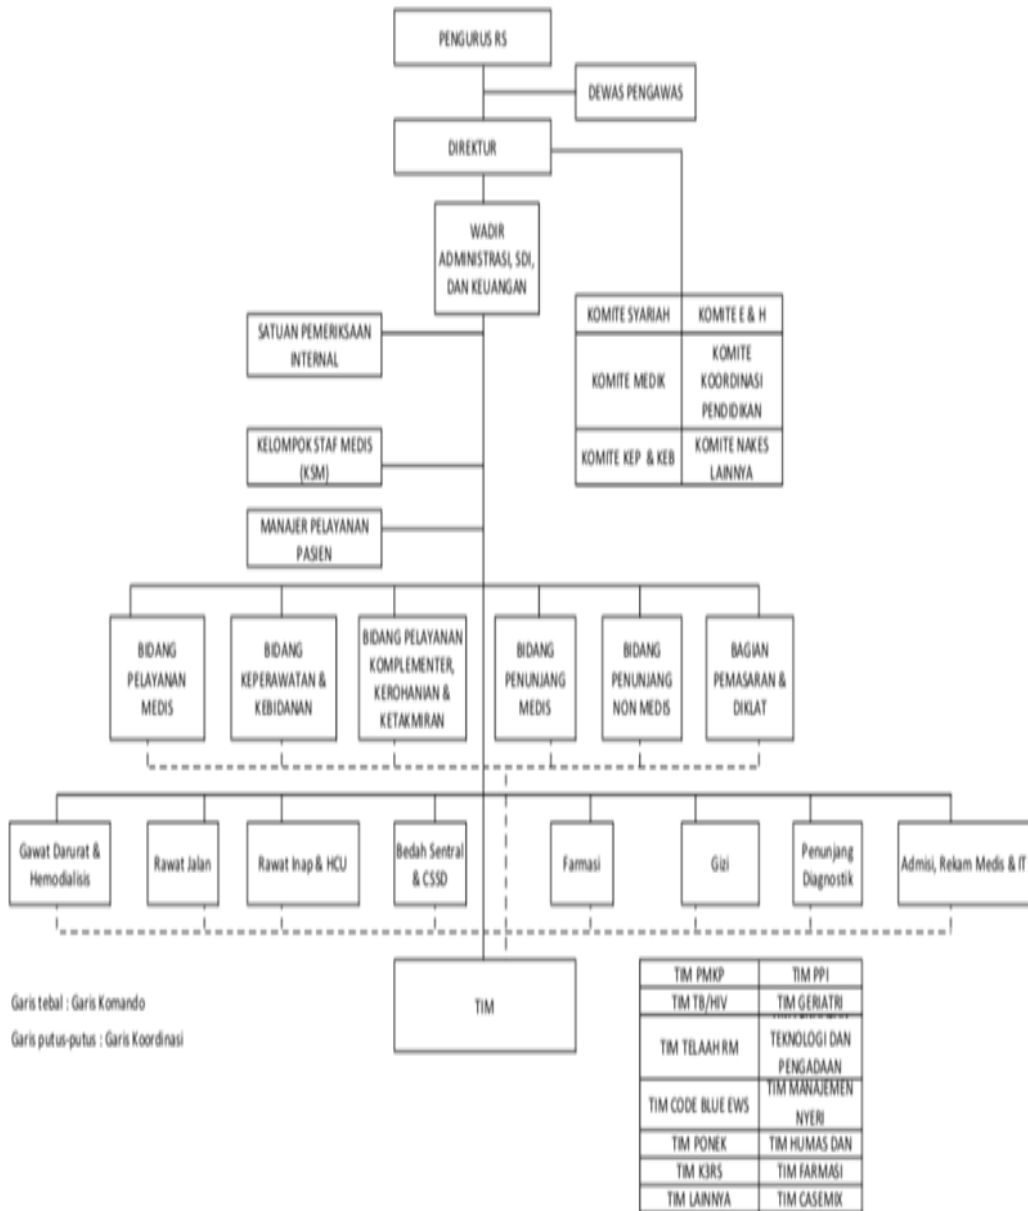 PENGURUS RS
DEWAS PENGAWAS
DIREKTUR
WADIR
ADMINISTRASI, SDI,
DAN KEUANGAN
SATUAN PEMERIKSAAN
INTERNAL
KOMITE SYARIAH
KOMITE E & H
KOMITE MEDIK
KOMITE
KOORDINASI
PENDIDIKAN
KOMITE KEP & KEB
KOMITE NAKES
LAINNYA
KELOMPOK STAF MEDIS
(KSM)
MANAJER PELAYANAN
PASIEN
BIDANG
PELAYANAN
MEDIS
BIDANG
KEPERAWATAN &
KEBIDANAN
BIDANG PELAYANAN
KOMPLEMENTER,
KEROHANIAN &
KETAKMIRAN
BIDANG
PENUNJANG
MEDIS
BIDANG
PENUNJANG
NON MEDIS
BAGIAN
PEMASARAN &
DIKLAT
Gawat Darurat &
Hemodialisis
Rawat Jalan
Rawat Inap & HCU
Bedah Sentral
& CSSD
Farmasi
Gizi
Penunjang
Diagnostik
Admisi, Rekam Medis & IT
Garis tebal : Garis Komando
Garis putus-putus : Garis Koordinasi
TIM
TIM PMKP
TIM PPI
TIM TB/HIV
TIM GERIATRI
TIM TELAAH RM
TEKNOLOGI DAN
PENGADAAN
TIM CODE BLUE EWS
TIM MANAJEMEN
NYERI
TIM PONEK
TIM HUMAS DAN
TIM K3RS
TIM FARMASI
TIM LAINNYA
TIM CASEMIX